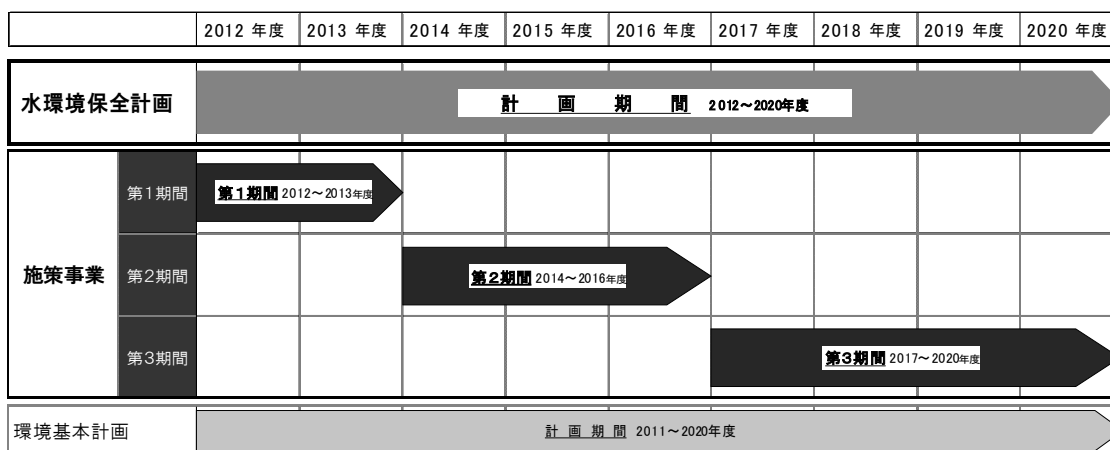 2012 年度 2013 年度 2014 年度 2015 年度 2016 年度 2017 年度 2018 年度 2019 年度 2020 年度
水環境保全計画 計 画 期 間 2012～2020年度
施策事業
第1期間 第1期間 2012～2013年度
第2期間 第2期間 2014～2016年度
第3期間 第3期間 2017～2020年度
環境基本計画 計 画 期 間 2011～2020年度